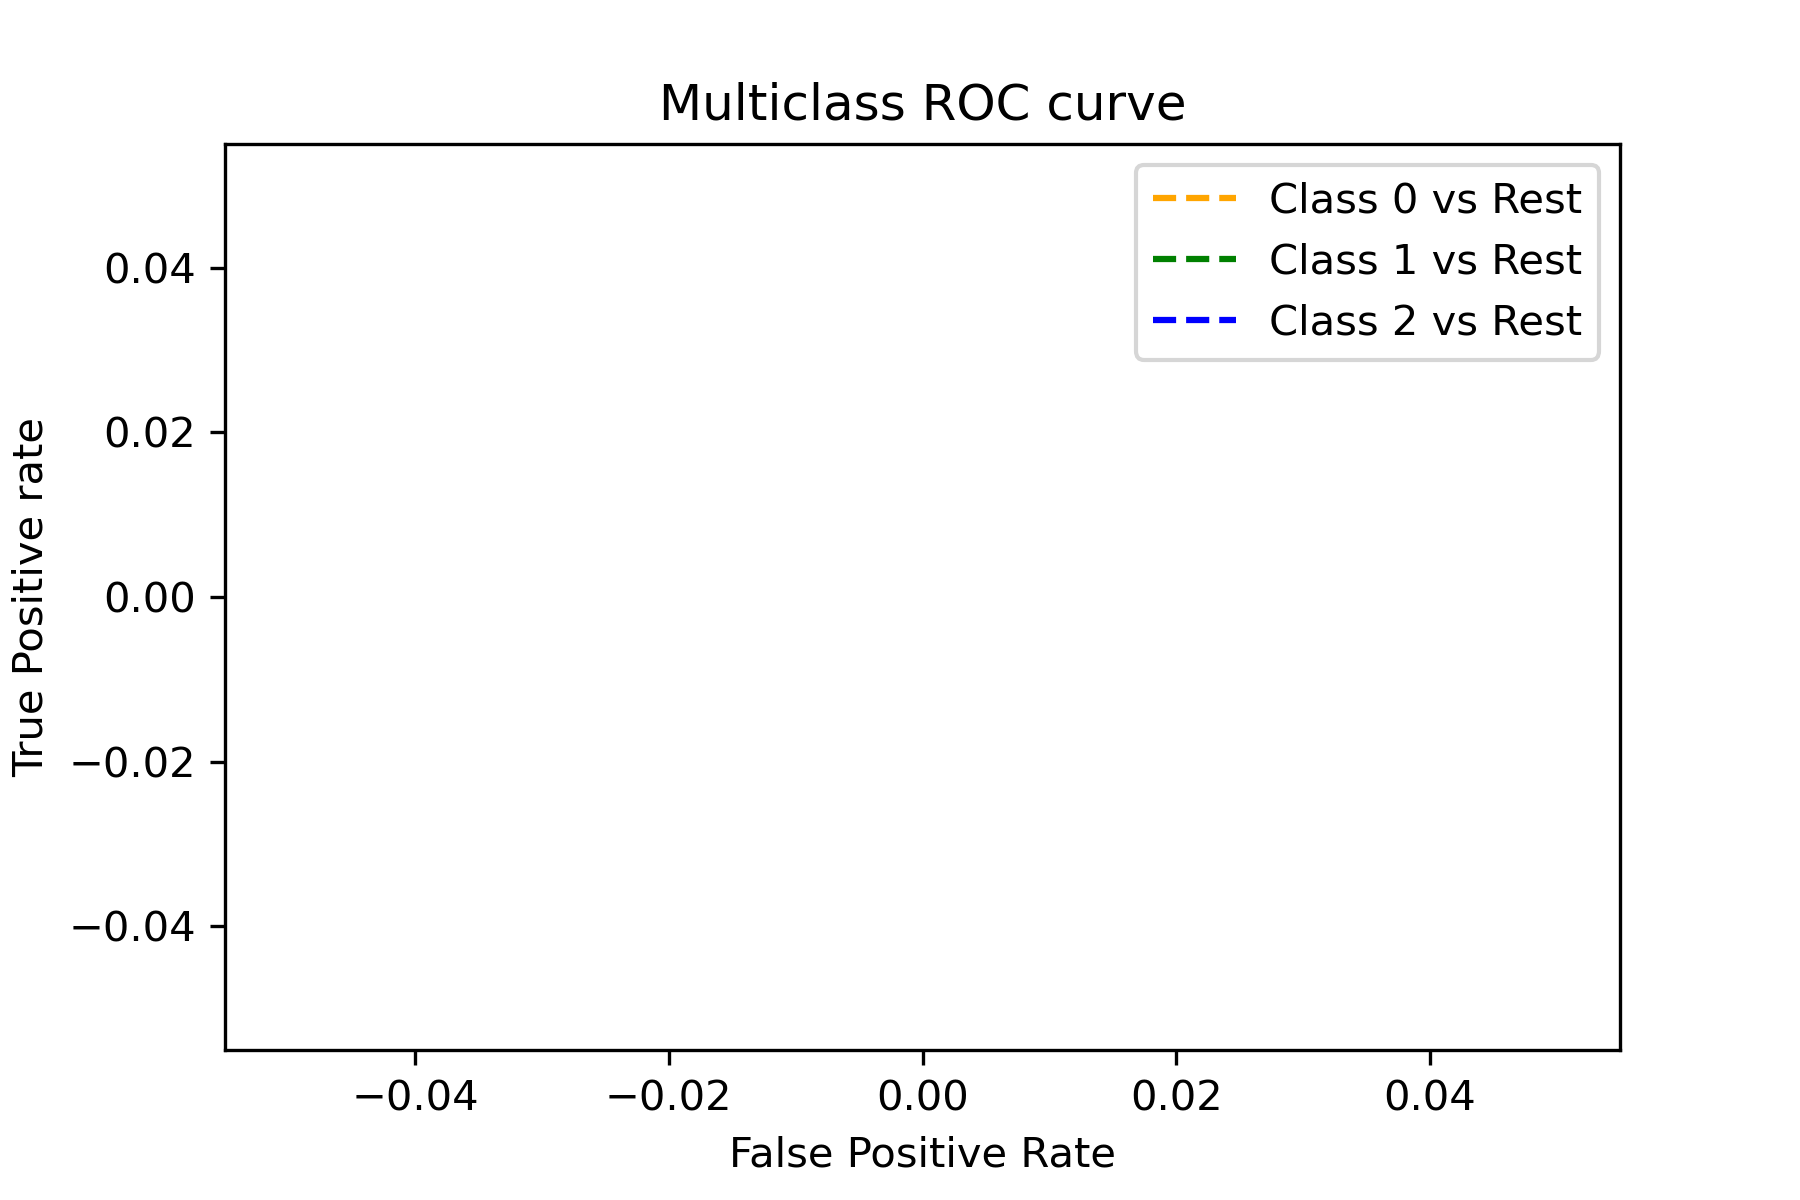 Multiclass ROC curve
Class 0 vs Rest
Class 1 vs Rest
Class 2 vs Rest
True Positive rate
0.04
0.02
0.00
−0.02
−0.04
−0.04 −0.02 0.00 0.02 0.04
False Positive Rate